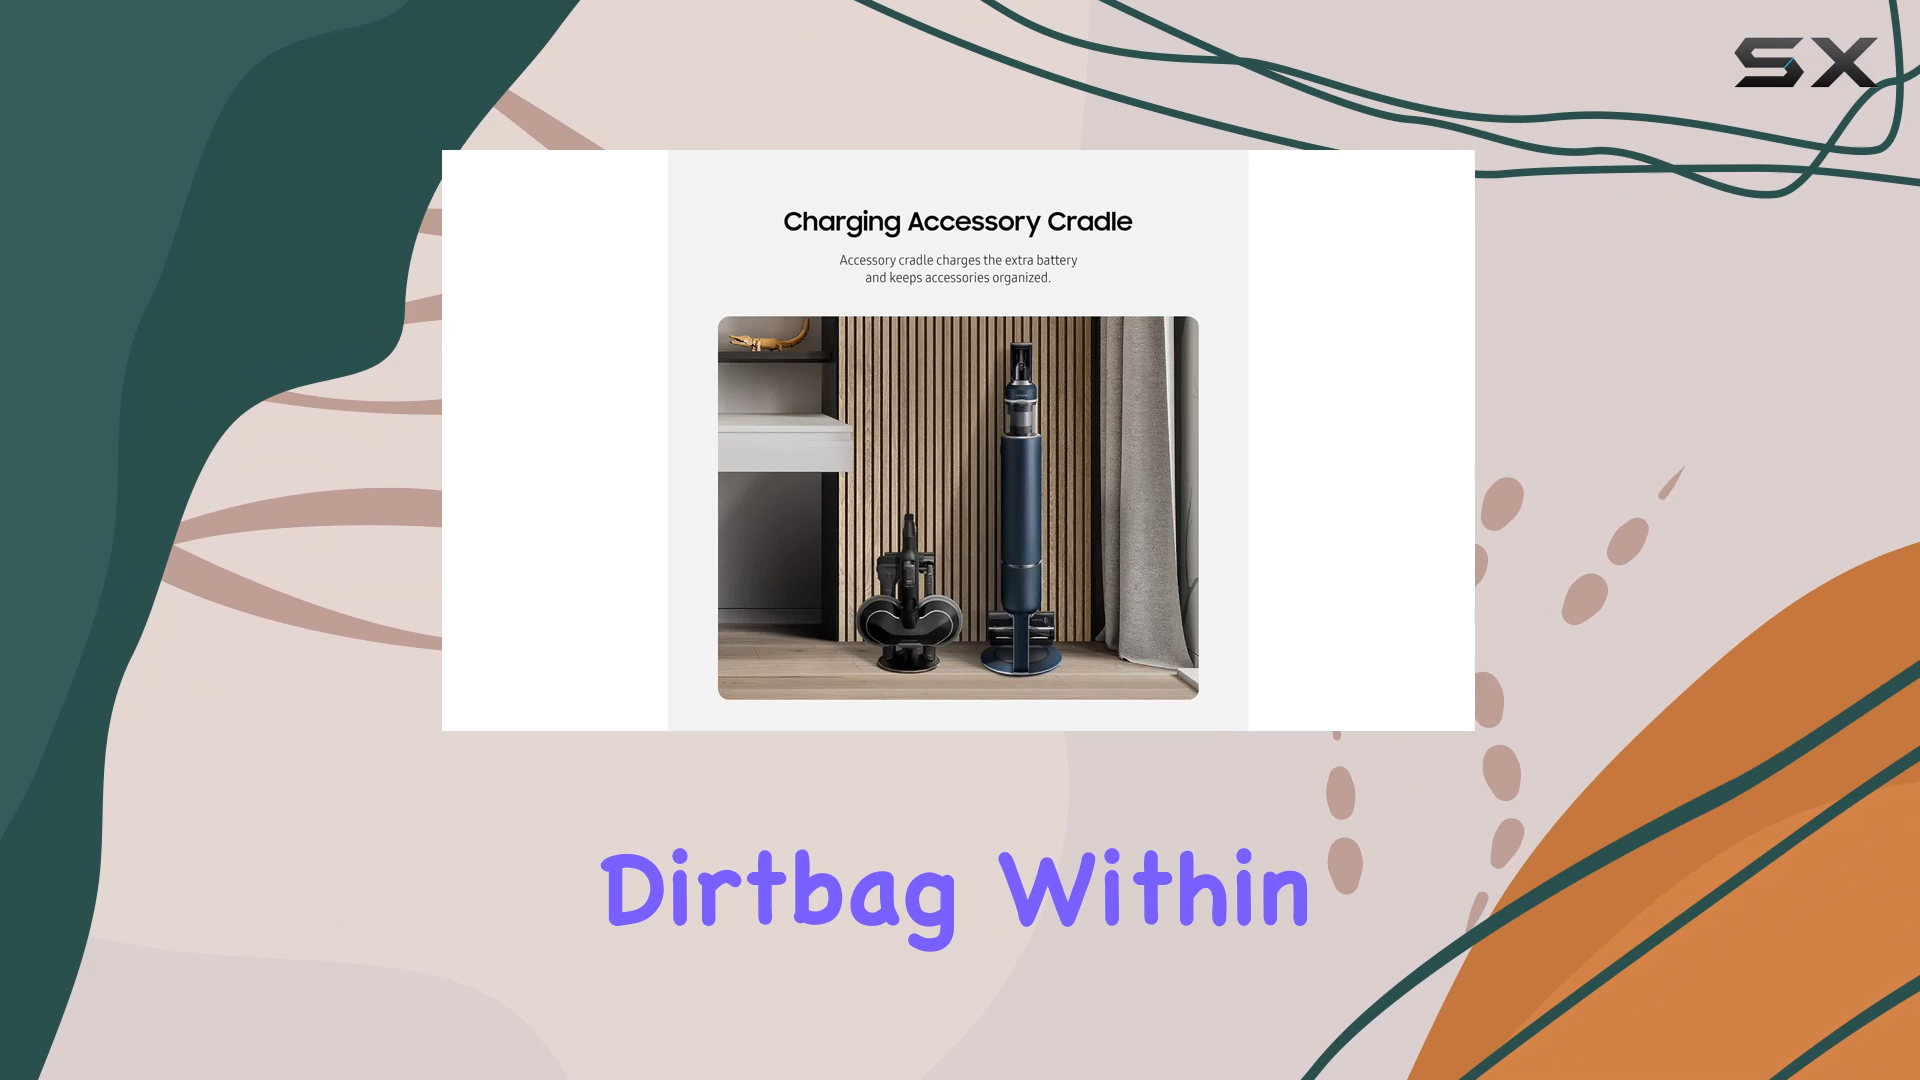 SX
Charging Accessory Cradle
Accessory cradle charges the extra battery
and keeps accessories organized.
Dirtbag Within